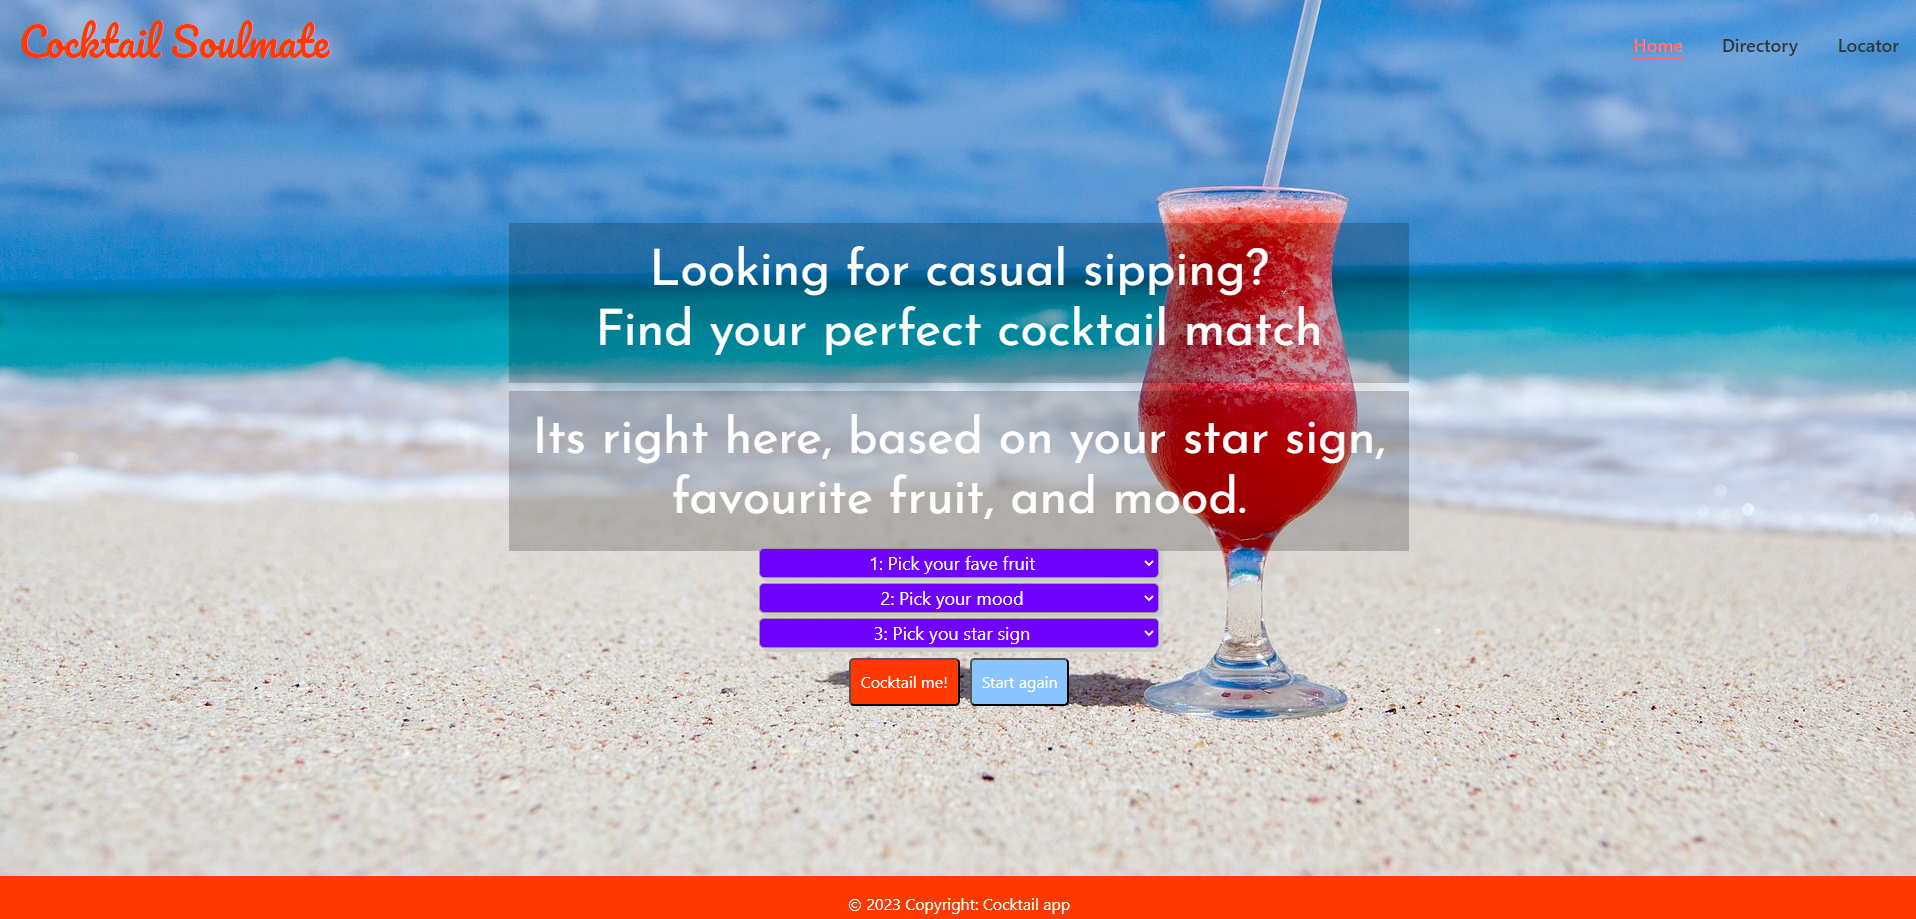 Cocktail Soulmate
Home
Directory
Locator
Looking for casual sipping?
Find your perfect cocktail match
Its right here, based on your star sign,
favourite fruit, and mood.
1: Pick your fave fruit
2: Pick your mood
3: Pick you star sign
Cocktail me!
Start again
© 2023 Copyright: Cocktail app